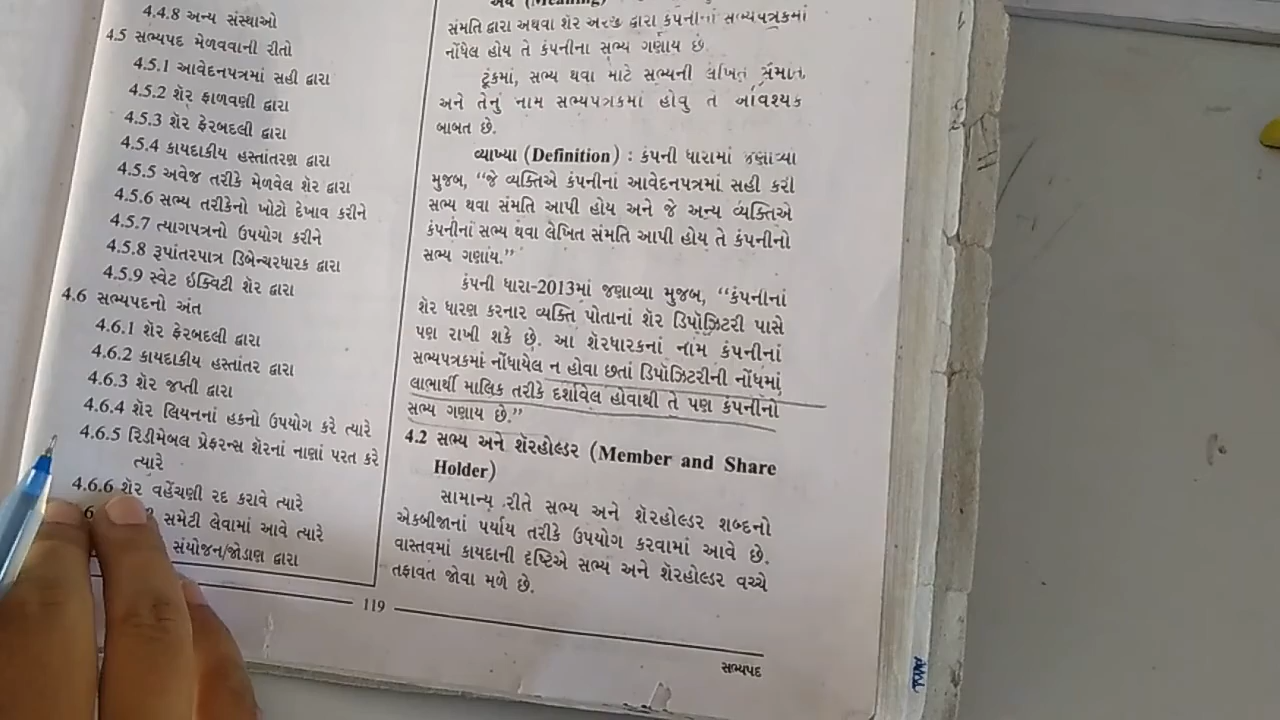 4.4.8 અન્ય સંસ્થાઓ
4.5 સભ્યપદ મેળવવાની રીતો
4.5.1 આવેદનપત્રમાં સહી દ્વારા
4.5.2 શૅર ફાળવણી દ્વારા
4.5.3 શૅર ફેરબદલી દ્વારા
4.5.4 કાયદાકીય હસ્તાંતરણ દ્વારા
4.5.5 અવેજ તરીકે મેળવેલ શૅર દ્વારા
4.5.6 સભ્ય તરીકેનો ખોટો દેખાવ કરીને
4.5.7 ત્યાગપત્રનો ઉપયોગ કરીને
4.5.8 રૂપાંતરપાત્ર ડિબેન્ચરધારક દ્વારા
4.5.9 સ્વેટ ઇક્વિટી શૅર દ્વારા
4.6 સભ્યપદનો અંત
4.6.1 શૅર ફેરબદલી દ્વારા
4.6.2 કાયદાકીય હસ્તાંતર દ્વારા
4.6.3 શૅર જપ્તી દ્વારા
4.6.4 શૅર લિયનનાં હકનો ઉપયોગ કરે ત્યારે
4.6.5 રિડીમેબલ પ્રેફરન્સ શૅરનાં નાણાં પરત કરે
ત્યારે
4.6.6 શૅર વહેંચણી રદ કરાવે ત્યારે
સમેટી લેવામાં આવે ત્યારે
સંયોજન/જોડાણ દ્વારા
(Meaning)
સંમતિ દ્વારા અથવા શૅર અરજી દ્વારા કંપનીનાં સભ્યપત્રકમાં
નોંધેલ હોય તે કંપનીના સભ્ય ગણાય છે.
ટૂંકમાં, સભ્ય થવા માટે સભ્યની લેખિત
અને તેનું નામ સભ્યપત્રકમાં હોવુ તે આવશ્યક
બાબત છે.
વ્યાખ્યા (Definition) : કંપની ધારામાં જણાવ્યા
મુજબ, “જે વ્યક્તિએ કંપનીનાં આવેદનપત્રમાં સહી કરી
સભ્ય થવા સંમતિ આપી હોય અને જે અન્ય વ્યક્તિએ
કંપનીનાં સભ્ય થવા લેખિત સંમતિ આપી હોય તે કંપનીનો
સભ્ય ગણાય.”
કંપની ધારા-2013માં જણાવ્યા મુજબ, “કંપનીનાં
શૅર ધારણ કરનાર વ્યક્તિ પોતાનાં શૅર ડિપૉઝિટરી પાસે
પણ રાખી શકે છે. આ શૅરધારકનાં નામ કંપનીનાં
સભ્યપત્રકમાં નોંધાયેલ ન હોવા છતાં ડિપૉઝિટરીની નોંધમાં
લાભાર્થી માલિક તરીકે દર્શાવેલ હોવાથી તે પણ કંપનીનો
સભ્ય ગણાય છે.”
4.2 સભ્ય અને શૅરહોલ્ડર (Member and Share
Holder)
સામાન્ય રીતે સભ્ય અને શૅરહોલ્ડર શબ્દનો
એકબીજાનાં પર્યાય તરીકે ઉપયોગ કરવામાં આવે છે.
વાસ્તવમાં કાયદાની દૃષ્ટિએ સભ્ય અને શૅરહોલ્ડર વચ્ચે
તફાવત જોવા મળે છે.
119
સભ્યપદ